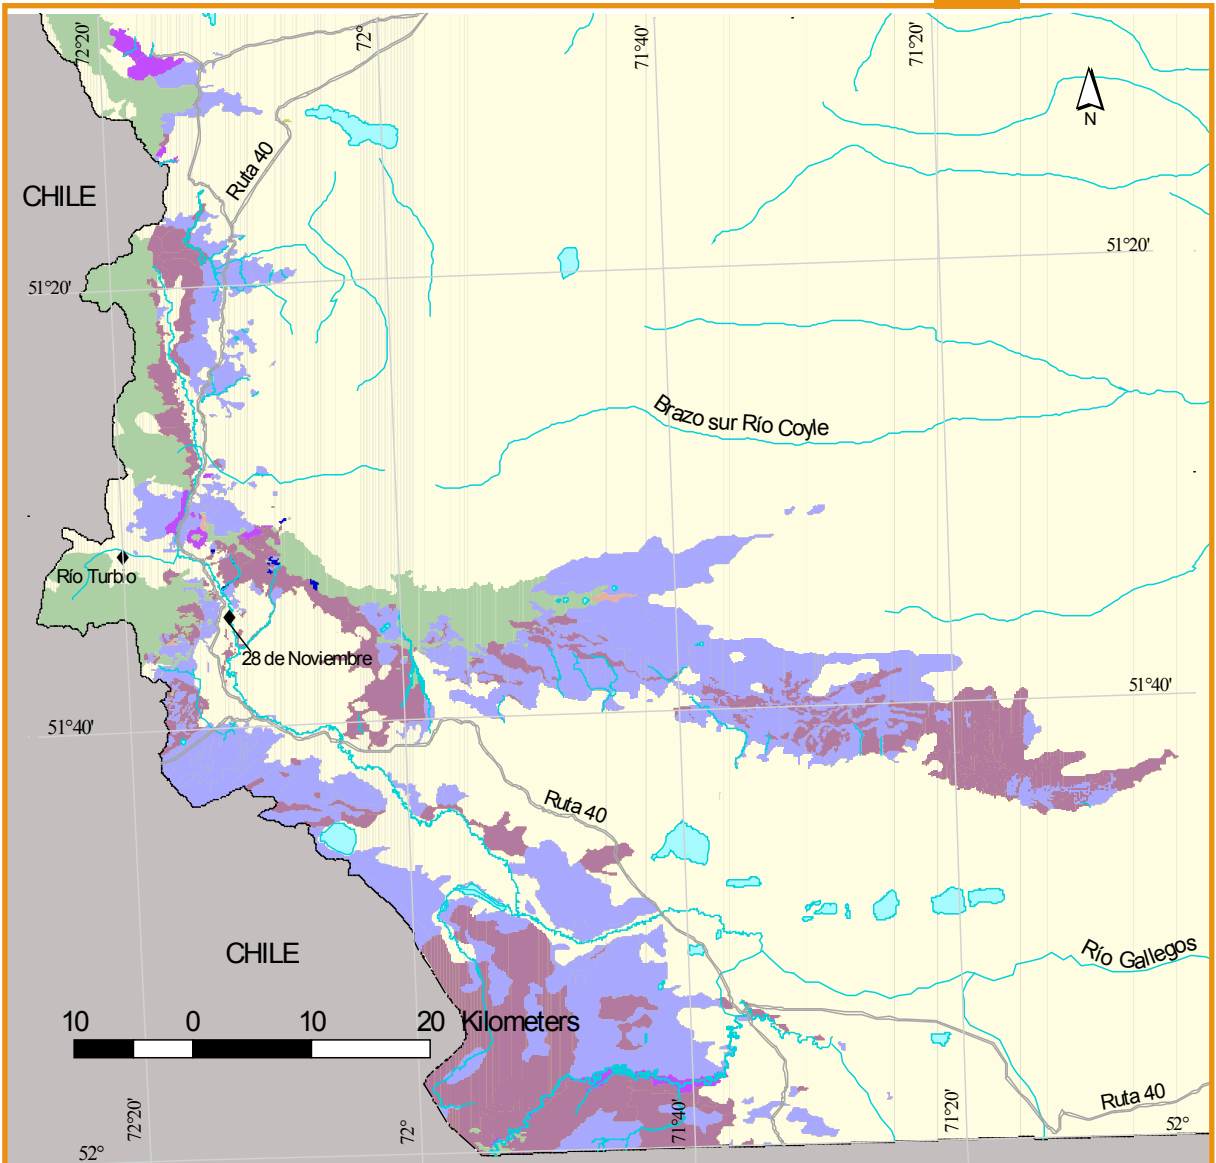 72°20'
72°
71°40'
71°20'
N
Ruta 40
CHILE
51°20'
51°20'
Brazo sur Río Coyle
Río Turbio
28 de Noviembre
51°40'
51°40'
Ruta 40
CHILE
Río Gallegos
10 0 10 20 Kilometers
72°20'
72°
71°40'
71°20'
Ruta 40
52°
52°